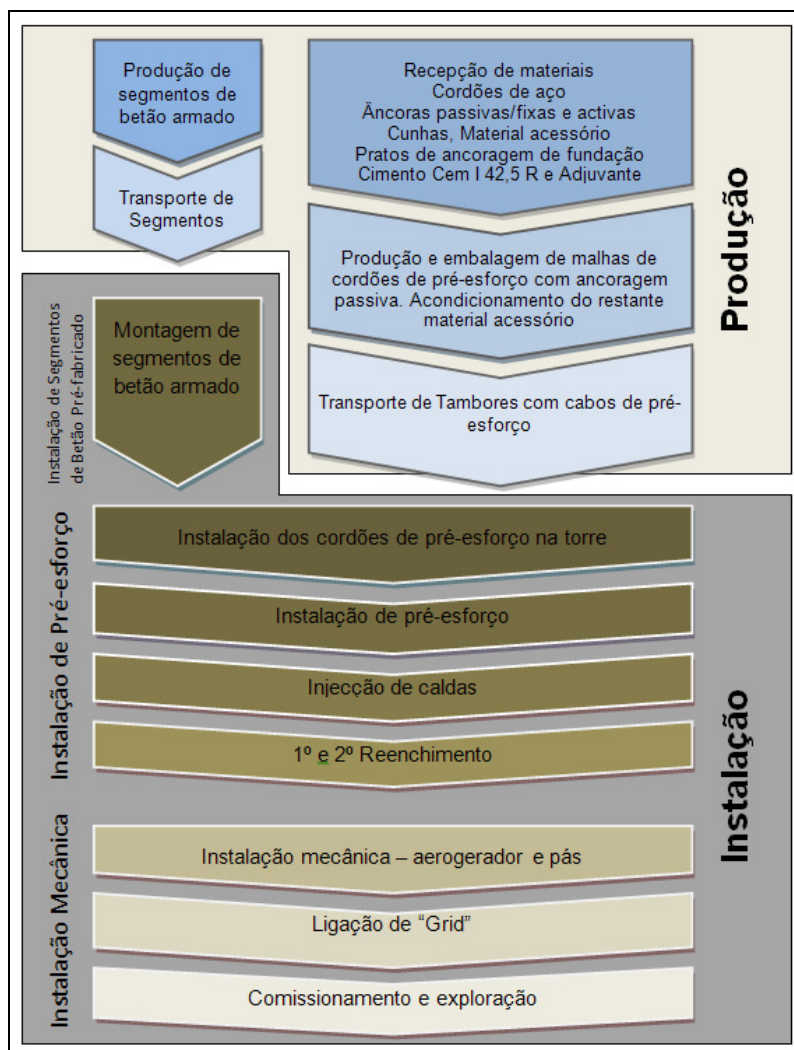 Produção de
segmentos de
betão armado
Transporte de
Segmentos
Recepção de materiais
Cordões de aço
Âncoras passivas/fixas e activas
Cunhas, Material acessório
Pratos de ancoragem de fundação
Cimento Cem I 42,5 R e Adjuvante
Produção e embalagem de malhas de
cordões de pré-esforço com ancoragem
passiva. Acondicionamento do restante
material acessório
Transporte de Tambores com cabos de pré-
esforço
Produção
Instalação de Segmentos
de Betão Pré-fabricado
Montagem de
segmentos de
betão armado
Instalação de Pré-esforço
Instalação dos cordões de pré-esforço na torre
Instalação de pré-esforço
Injecção de caldas
1º e 2º Reenchimento
Instalação Mecânica
Instalação mecânica – aerogerador e pás
Ligação de “Grid”
Comissionamento e exploração
Instalação